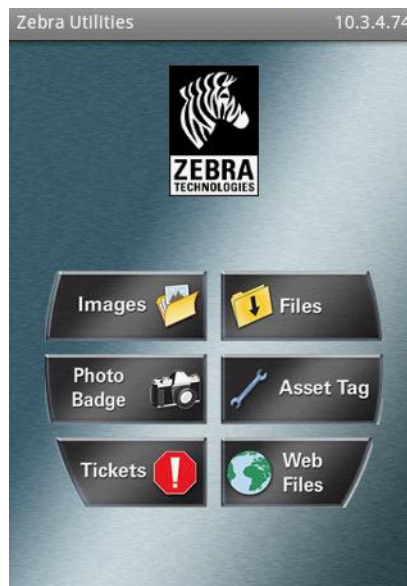 Zebra Utilities 10.3.4.74
ZEBRA
TECHNOLOGIES
Images
Files
Photo
Badge
Asset Tag
Tickets
Web
Files